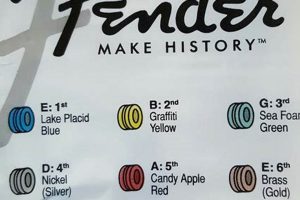 Fender
MAKE HISTORY™
E: 1st
Lake Placid
Blue
B: 2nd
Graffiti
Yellow
G: 3rd
Sea Foam
Green
D: 4th
Nickel
(Silver)
A: 5th
Candy Apple
Red
E: 6th
Brass
(Gold)